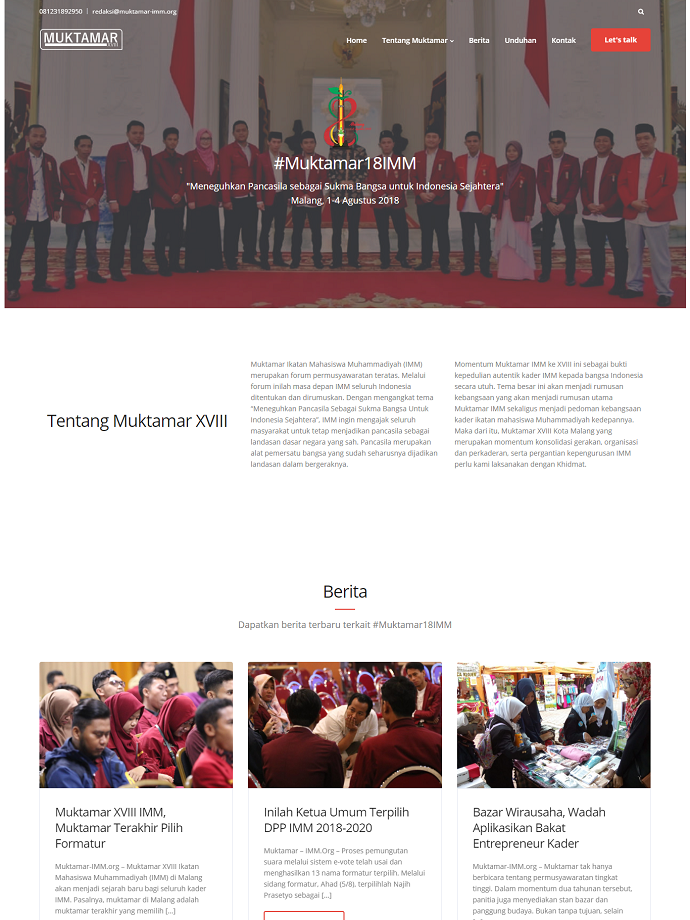 081231892950 | redaksi@muktamar-imm.org
MUKTAMAR
XVIII
Home Tentang Muktamar Berita Unduhan Kontak Let's talk
#Muktamar18IMM
"Meneguhkan Pancasila sebagai Sukma Bangsa untuk Indonesia Sejahtera"
Malang, 1-4 Agustus 2018
Tentang Muktamar XVIII
Muktamar Ikatan Mahasiswa Muhammadiyah (IMM)
merupakan forum permusyawaratan teratas. Melalui
forum inilah masa depan IMM seluruh Indonesia
ditentukan dan dirumuskan. Dengan mengangkat tema
"Meneguhkan Pancasila Sebagai Sukma Bangsa Untuk
Indonesia Sejahtera", IMM ingin mengajak seluruh
masyarakat untuk tetap menjadikan pancasila sebagai
landasan dasar negara yang sah. Pancasila merupakan
alat pemersatu bangsa yang sudah seharusnya dijadikan
landasan dalam bergeraknya.
Momentum Muktamar IMM ke XVIII ini sebagai bukti
kepedulian autentik kader IMM kepada bangsa Indonesia
secara utuh. Tema besar ini akan menjadi rumusan
kebangsaan yang akan menjadi rumusan utama
Muktamar IMM sekaligus menjadi pedoman kebangsaan
kader ikatan mahasiswa Muhammadiyah kedepannya.
Maka dari itu, Muktamar XVIII Kota Malang yang
merupakan momentum konsolidasi gerakan, organisasi
dan perkaderan, serta pergantian kepengurusan IMM
perlu kami laksanakan dengan Khidmat.
Berita
Dapatkan berita terbaru terkait #Muktamar18IMM
Muktamar XVIII IMM,
Muktamar Terakhir Pilih
Formatur
Muktamar-IMM.org – Muktamar XVIII Ikatan
Mahasiswa Muhammadiyah (IMM) di Malang
akan menjadi sejarah baru bagi seluruh kader
IMM. Pasalnya, muktamar di Malang adalah
muktamar terakhir yang memilih [...]
Inilah Ketua Umum Terpilih
DPP IMM 2018-2020
Muktamar – IMM.Org – Proses pemungutan
suara melalui sistem e-vote telah usai dan
menghasilkan 13 nama formatur terpilih. Melalui
sidang formatur, Ahad (5/8), terpilihlah Najih
Prasetyo sebagai [...]
Bazar Wirausaha, Wadah
Aplikasikan Bakat
Entrepreneur Kader
Muktamar-IMM.org – Muktamar tak hanya
berbicara tentang permusyawaratan tingkat
tinggi. Dalam momentum dua tahunan tersebut,
panitia juga menyediakan stan bazar dan
panggung budaya. Bukan tanpa tujuan, selain